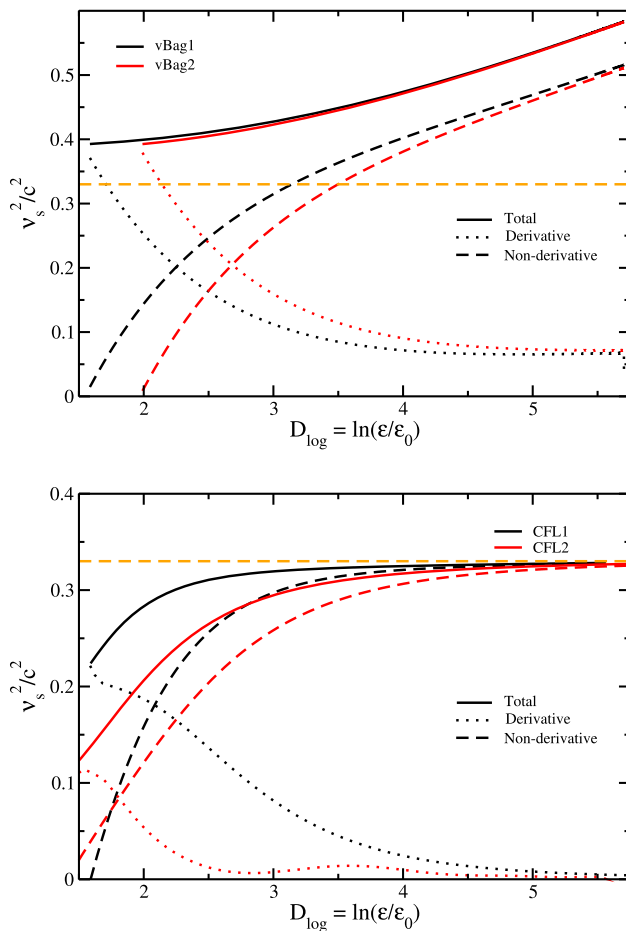 vBag1
vBag2
0.5
0.4
0.3
0.2
0.1
0
ν_s^2/c^2
Total
Derivative
Non-derivative
2 3 4 5
D_log = ln(ε/ε_0)
CFL1
CFL2
0.4
0.3
0.2
0.1
0
ν_s^2/c^2
Total
Derivative
Non-derivative
2 3 4 5
D_log = ln(ε/ε_0)